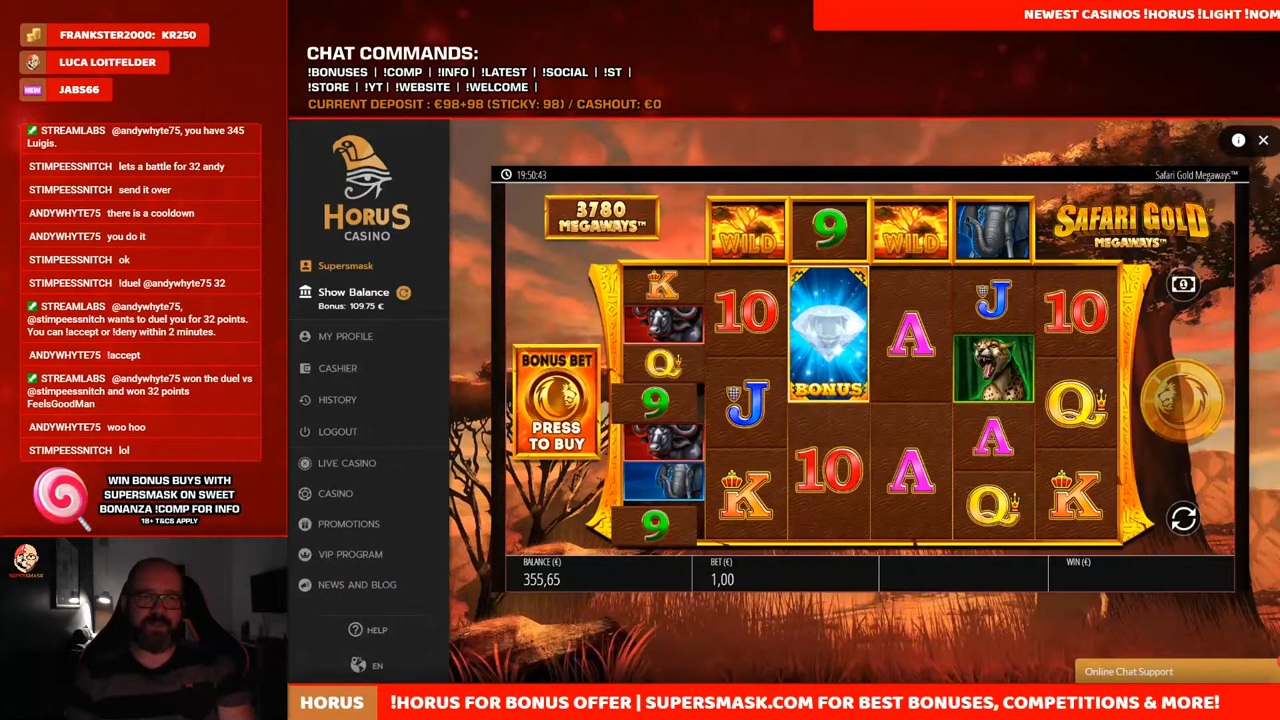 FRANKSTER2000: KR250
LUCA LOITFELDER
NEW JABS66
STREAMLABS @andywhyte75, you have 345
Luigis.
STIMPEESSNITCH lets a battle for 32 andy
STIMPEESSNITCH send it over
ANDYWHYTE75 there is a cooldown
ANDYWHYTE75 you do it
STIMPEESSNITCH ok
STIMPEESSNITCH !duel @andywhyte75 32
STREAMLABS @andywhyte75,
@stimpeessnitch wants to duel you for 32 points.
You can !accept or !deny within 2 minutes.
ANDYWHYTE75 !accept
STREAMLABS @andywhyte75 won the duel vs
@stimpeessnitch and won 32 points
FeelsGoodMan
ANDYWHYTE75 woo hoo
STIMPEESSNITCH lol
WIN BONUS BUYS WITH
SUPERSMASK ON SWEET
BONANZA !COMP FOR INFO
18+ T&CS APPLY
SUPERSMASK
NEWEST CASINOS !HORUS !LIGHT !NOM
CHAT COMMANDS:
!BONUSES | !COMP | !INFO | !LATEST | !SOCIAL | !ST |
!STORE | !YT | !WEBSITE | !WELCOME |
CURRENT DEPOSIT : €98+98 (STICKY: 98) / CASHOUT: €0
HORUS
CASINO
Supersmask
Show Balance
Bonus: 109.75 €
MY PROFILE
CASHIER
HISTORY
LOGOUT
LIVE CASINO
CASINO
PROMOTIONS
VIP PROGRAM
NEWS AND BLOG
HELP
EN
19:50:43
Safari Gold Megaways™
3780
MEGAWAYS™
WILD 9 WILD
SAFARI GOLD
MEGAWAYS™
BONUS BET
PRESS
TO BUY
K
Q
9
9
10
J
K
BONUS
10
A
A
J
A
Q
10
Q
K
BALANCE (€)
355,65
BET (€)
1,00
WIN (€)
Online Chat Support
HORUS
!HORUS FOR BONUS OFFER | SUPERSMASK.COM FOR BEST BONUSES, COMPETITIONS & MORE!